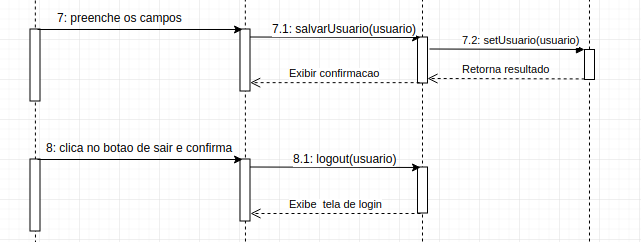 7: preenche os campos
7.1: salvarUsuario(usuario)
7.2: setUsuario(usuario)
Exibir confirmacao
Retorna resultado
8: clica no botao de sair e confirma
8.1: logout(usuario)
Exibe  tela de login